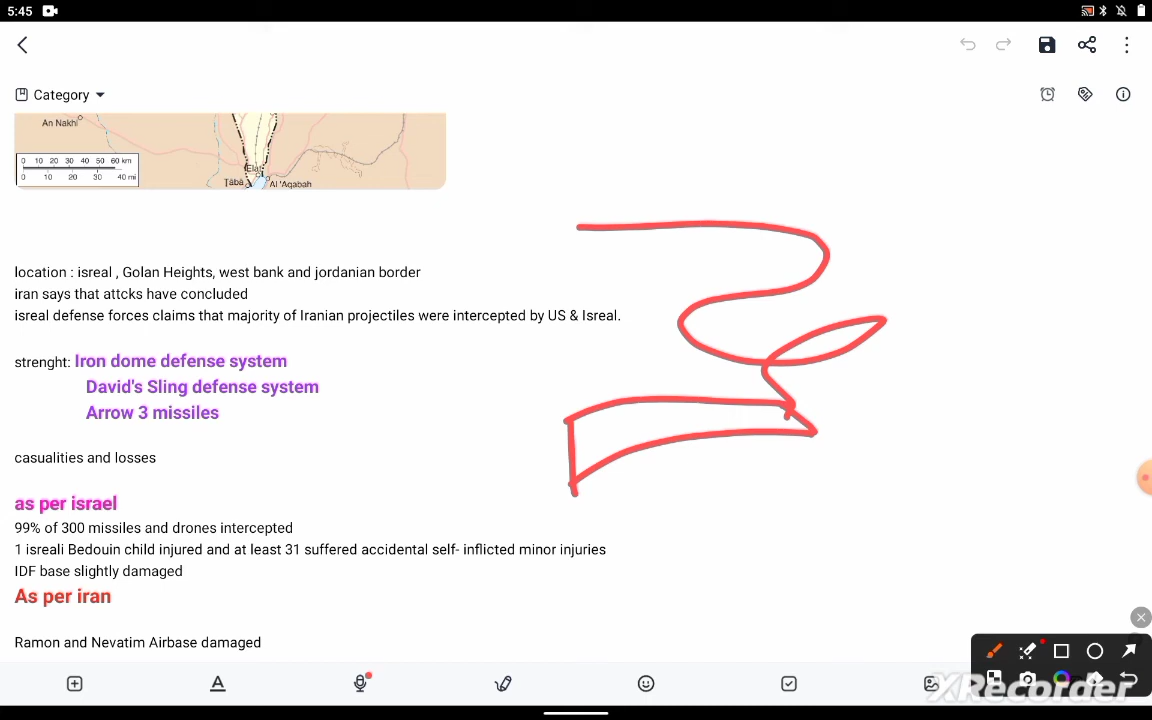 5:45
Category
An Nakhl
0 10 20 30 40 50 60 km
0 10 20 30 40 mi
Elat
Tābā
Al 'Aqabah
location : isreal , Golan Heights, west bank and jordanian border
iran says that attcks have concluded
isreal defense forces claims that majority of Iranian projectiles were intercepted by US & Isreal.
strenght: Iron dome defense system
David's Sling defense system
Arrow 3 missiles
casualities and losses
as per israel
99% of 300 missiles and drones intercepted
1 isreali Bedouin child injured and at least 31 suffered accidental self- inflicted minor injuries
IDF base slightly damaged
As per iran
Ramon and Nevatim Airbase damaged
XRecorder